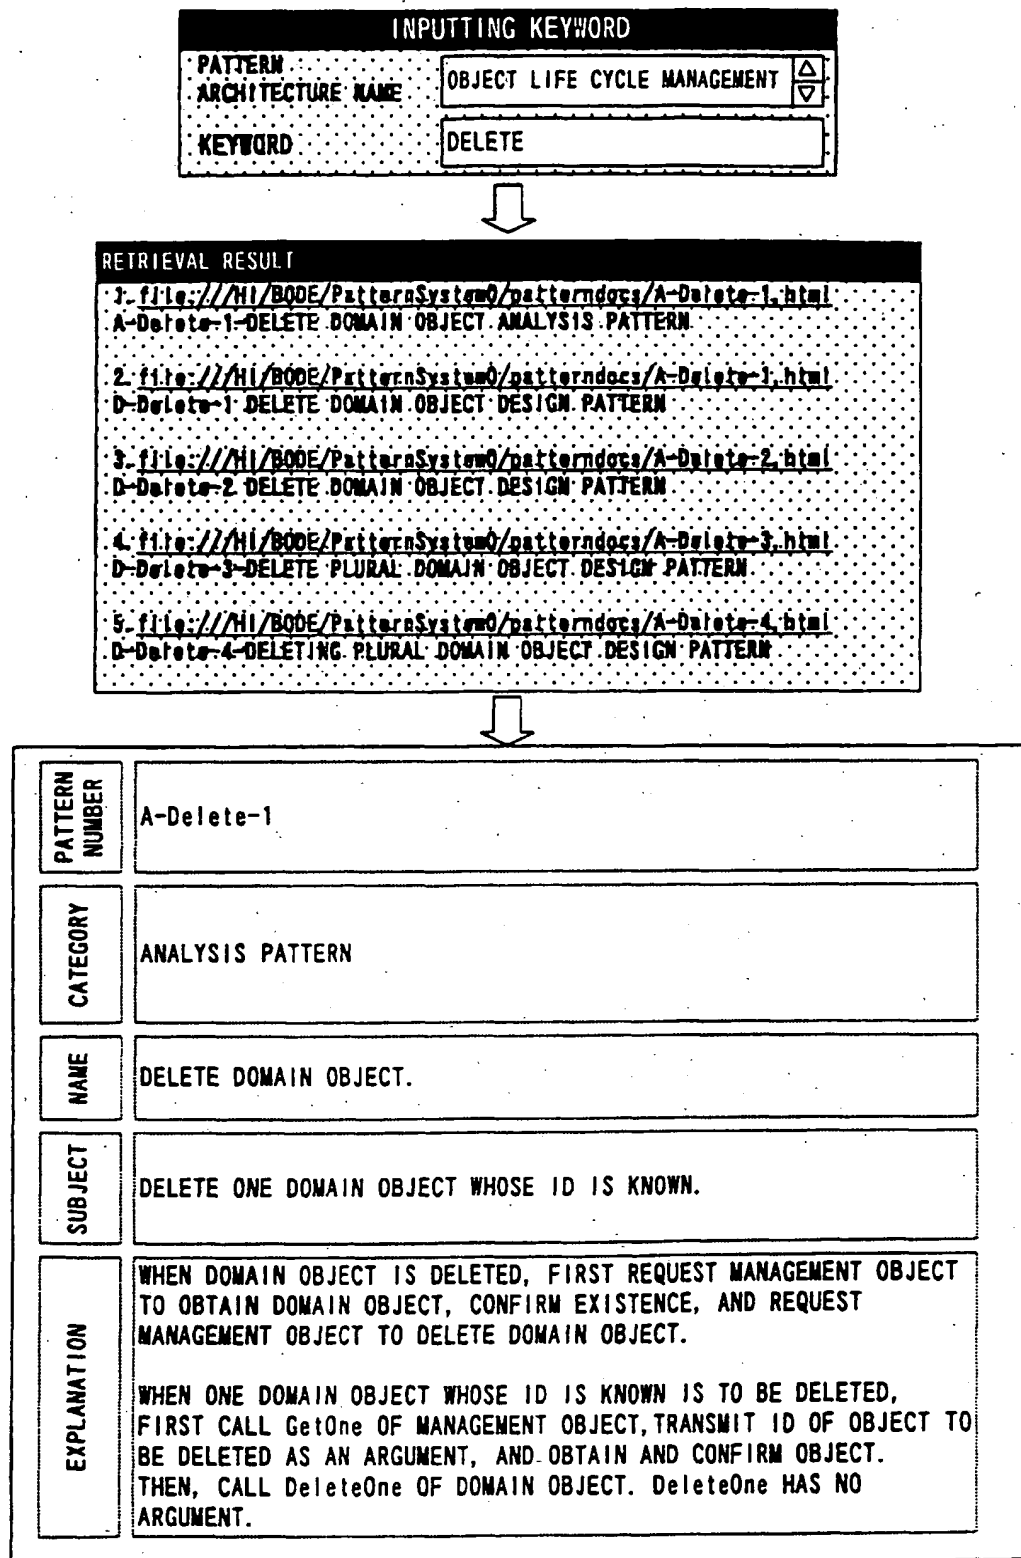 INPUTTING KEYWORD
PATTERN
ARCHITECTURE NAME
OBJECT LIFE CYCLE MANAGEMENT
KEYWORD
DELETE
RETRIEVAL RESULT
1. file:///H|/BODE/PatternSystem0/patterndocs/A-Delete-1.html
A-Delete-1-DELETE DOMAIN OBJECT ANALYSIS PATTERN
2. file:///H|/BODE/PatternSystem0/patterndocs/A-Delete-1.html
D-Delete-1 DELETE DOMAIN OBJECT DESIGN PATTERN
3. file:///H|/BODE/PatternSystem0/patterndocs/A-Delete-2.html
D-Delete-2 DELETE DOMAIN OBJECT DESIGN PATTERN
4. file:///H|/BODE/PatternSystem0/patterndocs/A-Delete-3.html
D-Delete-3-DELETE PLURAL DOMAIN OBJECT DESIGN PATTERN
5. file:///H|/BODE/PatternSystem0/patterndocs/A-Delete-4.html
D-Delete-4-DELETING PLURAL DOMAIN OBJECT DESIGN PATTERN
PATTERN
NUMBER
A-Delete-1
CATEGORY
ANALYSIS PATTERN
NAME
DELETE DOMAIN OBJECT.
SUBJECT
DELETE ONE DOMAIN OBJECT WHOSE ID IS KNOWN.
EXPLANATION
WHEN DOMAIN OBJECT IS DELETED, FIRST REQUEST MANAGEMENT OBJECT
TO OBTAIN DOMAIN OBJECT, CONFIRM EXISTENCE, AND REQUEST
MANAGEMENT OBJECT TO DELETE DOMAIN OBJECT.
WHEN ONE DOMAIN OBJECT WHOSE ID IS KNOWN IS TO BE DELETED,
FIRST CALL GetOne OF MANAGEMENT OBJECT, TRANSMIT ID OF OBJECT TO
BE DELETED AS AN ARGUMENT, AND OBTAIN AND CONFIRM OBJECT.
THEN, CALL DeleteOne OF DOMAIN OBJECT. DeleteOne HAS NO
ARGUMENT.